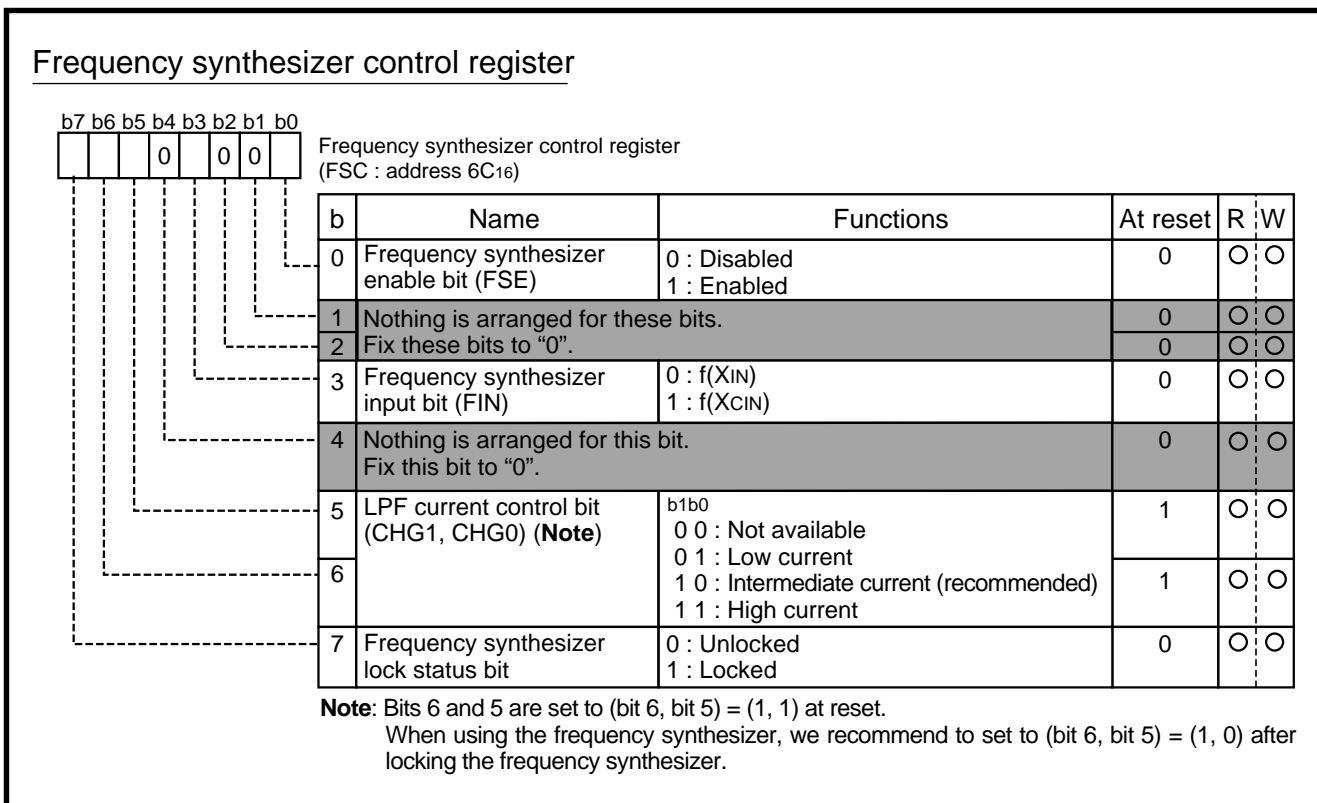 Frequency synthesizer control register
b7 b6 b5 b4 b3 b2 b1 b0
0 0 0
Frequency synthesizer control register
(FSC : address 6C16)
b Name Functions At reset R W
0 Frequency synthesizer enable bit (FSE) 0 : Disabled 0 ○ ○
1 : Enabled
1 Nothing is arranged for these bits. 0 ○ ○
2 Fix these bits to “0”. 0 ○ ○
3 Frequency synthesizer input bit (FIN) 0 : f(XIN) 0 ○ ○
1 : f(XCIN)
4 Nothing is arranged for this bit. 0 ○ ○
Fix this bit to “0”.
5 LPF current control bit b1b0 1 ○ ○
(CHG1, CHG0) (Note) 0 0 : Not available
0 1 : Low current
6 1 0 : Intermediate current (recommended) 1 ○ ○
1 1 : High current
7 Frequency synthesizer 0 : Unlocked 0 ○ ○
lock status bit 1 : Locked
Note: Bits 6 and 5 are set to (bit 6, bit 5) = (1, 1) at reset.
When using the frequency synthesizer, we recommend to set to (bit 6, bit 5) = (1, 0) after
locking the frequency synthesizer.